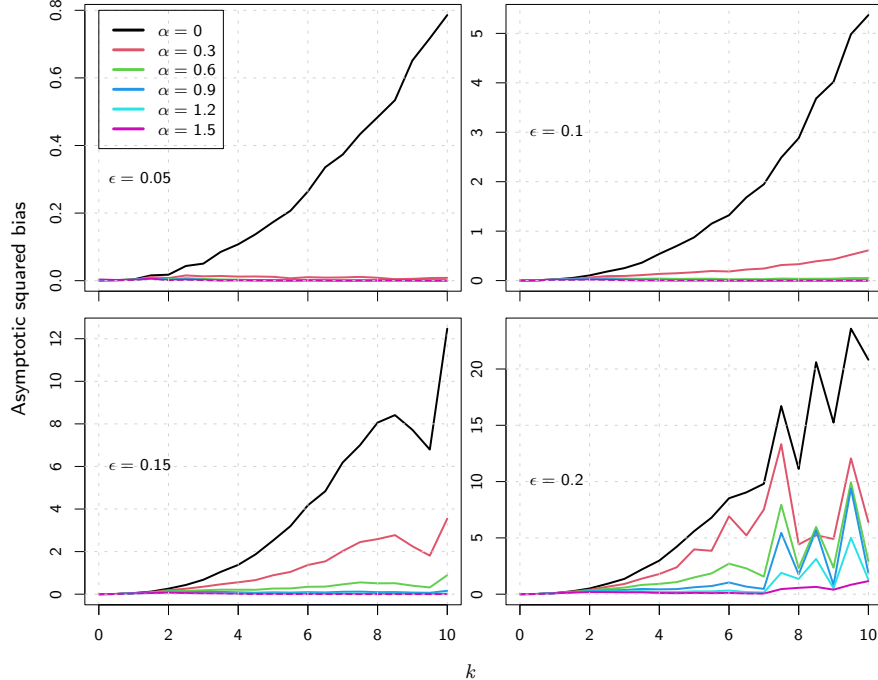 0.0 0.2 0.4 0.6 0.8
α = 0
α = 0.3
α = 0.6
α = 0.9
α = 1.2
α = 1.5
ϵ = 0.05
0 1 2 3 4 5
ϵ = 0.1
Asymptotic squared bias
0 2 4 6 8 10 12
ϵ = 0.15
0 2 4 6 8 10
0 5 10 15 20
ϵ = 0.2
0 2 4 6 8 10
k